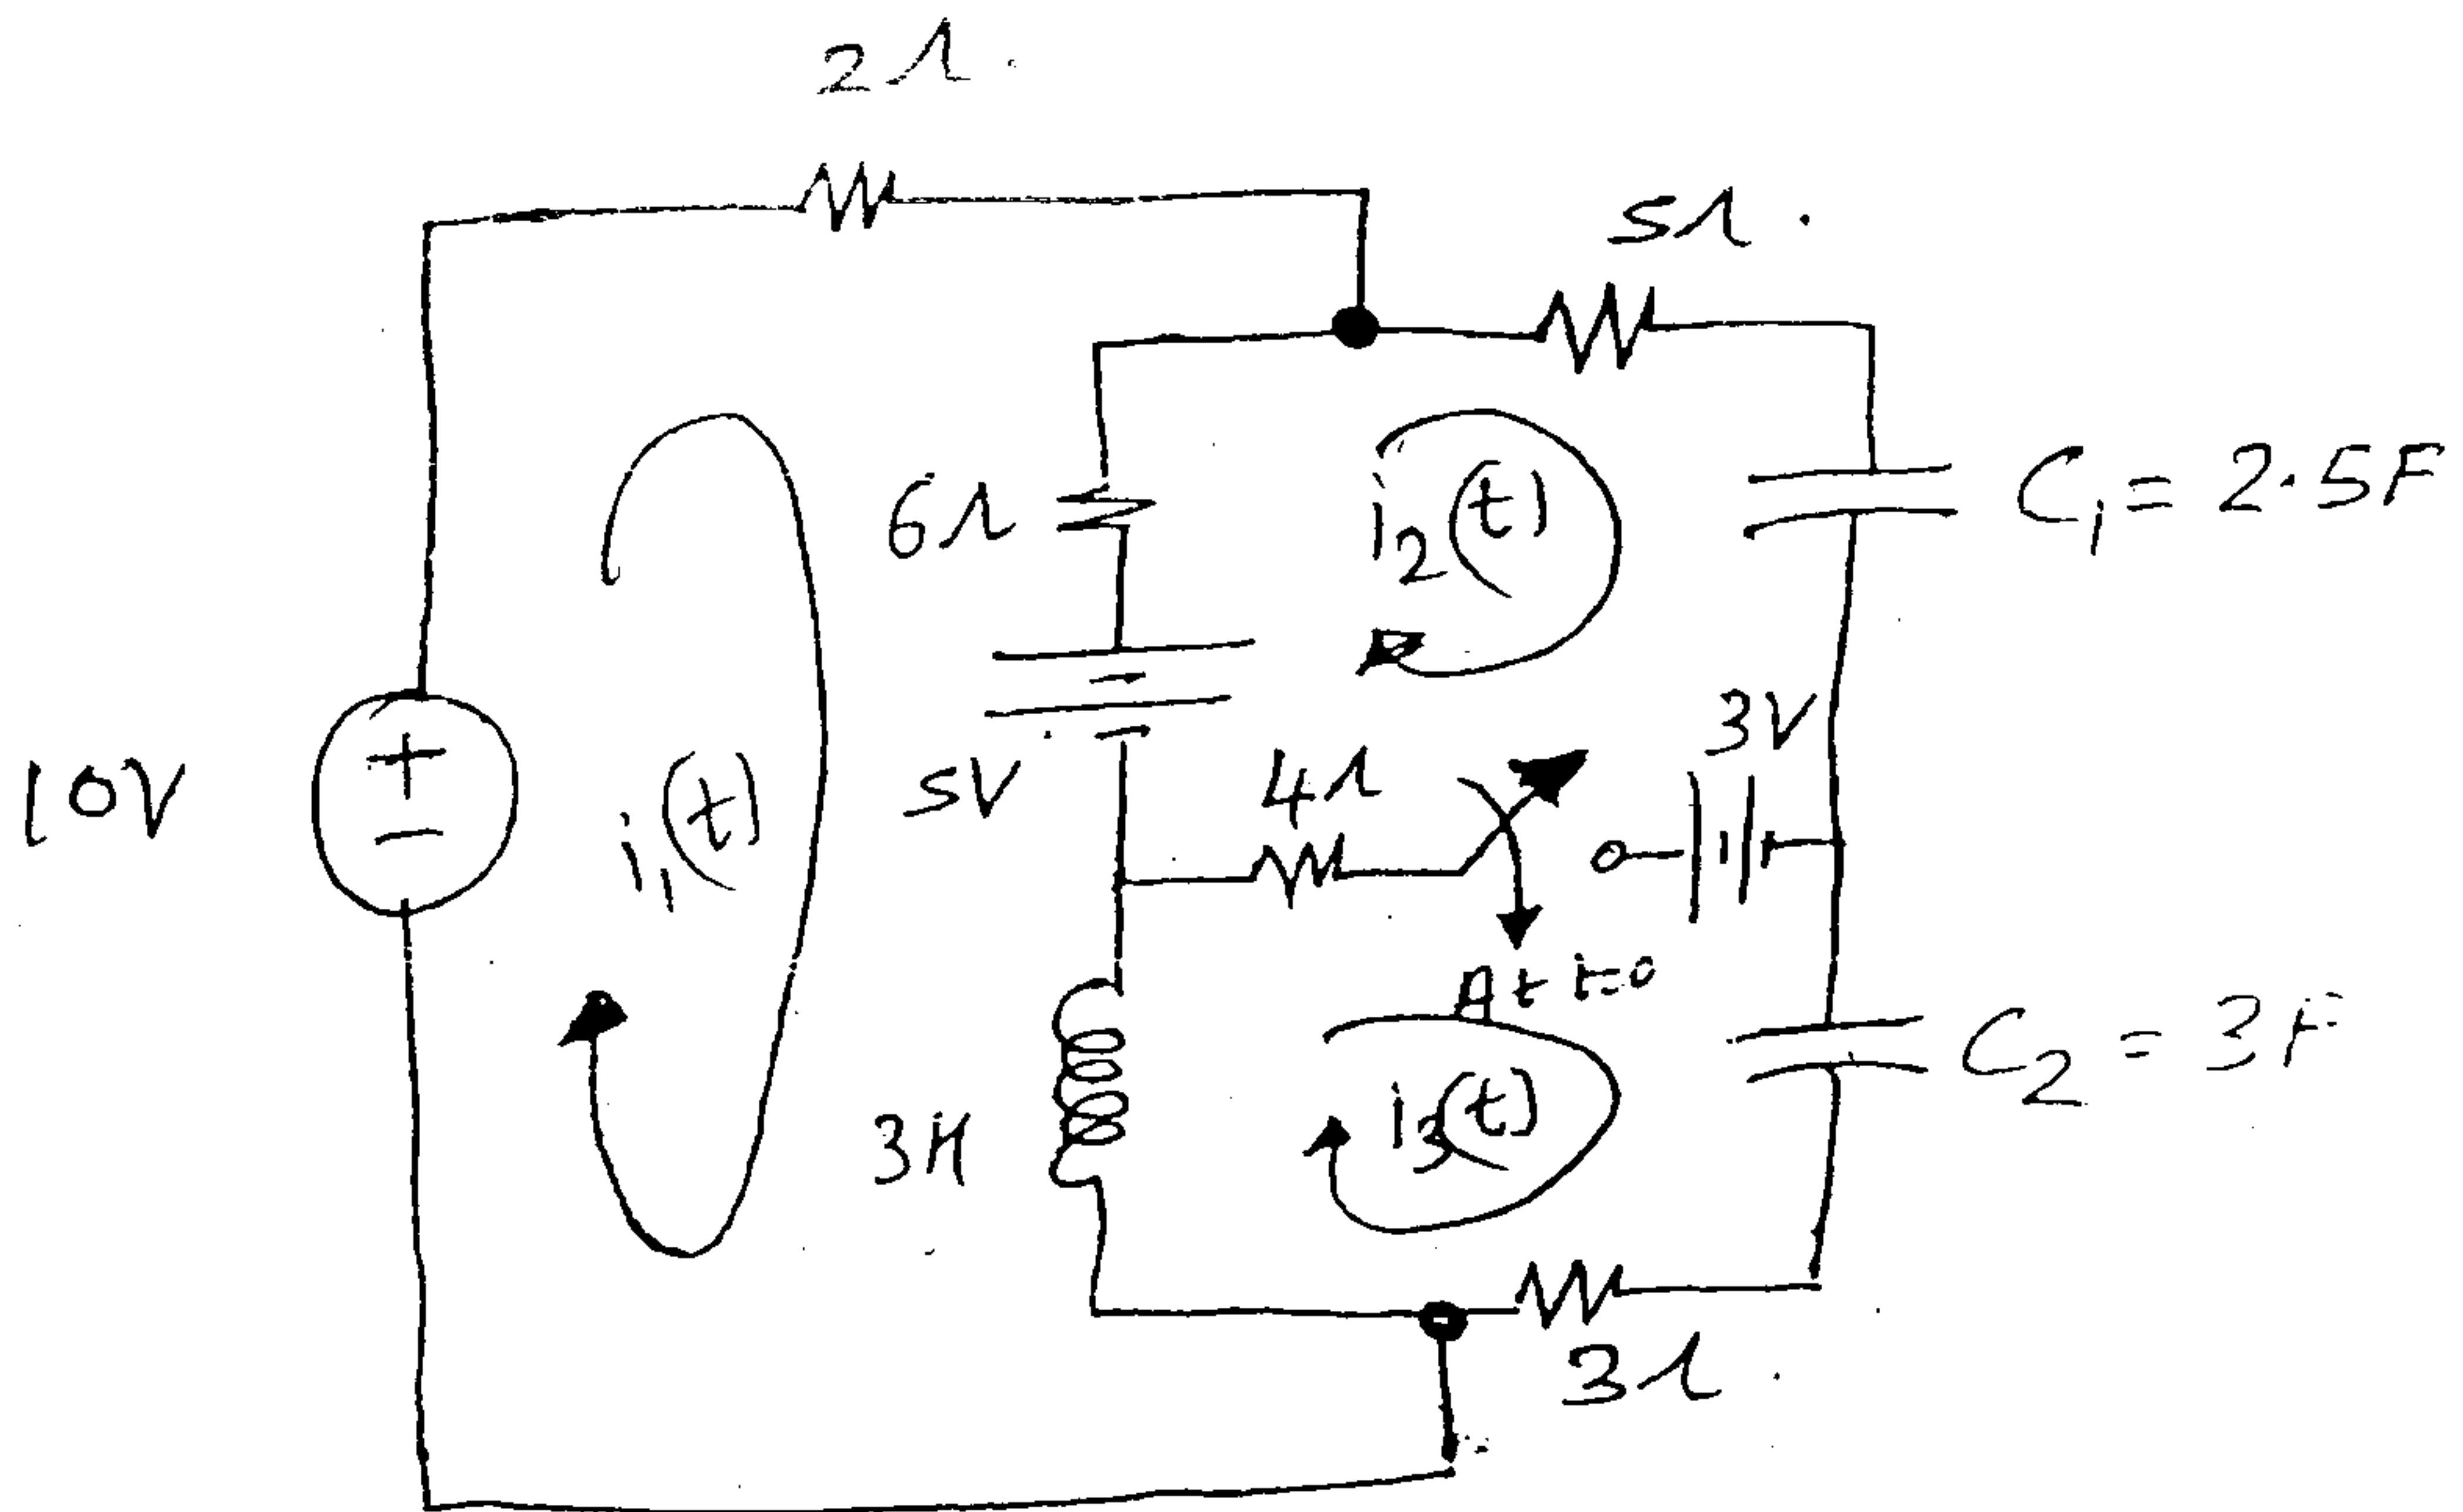 2Ω
5Ω
6Ω
i₂(t)
C₁ = 2.5F
10V
+
−
i₁(t)
5V
4Ω
3V
At t=0
3H
i₃(t)
C₂ = 3F
3Ω